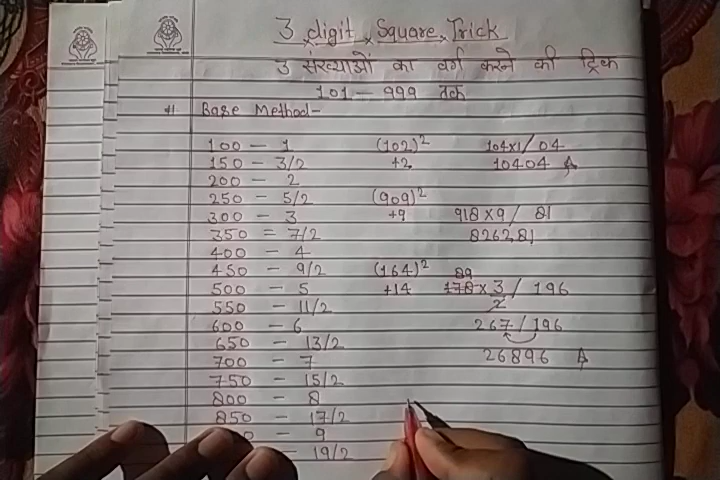 3 digit Square Trick
3 संख्याओं का वर्ग करने की ट्रिक
101 - 999 तक
# Base Method-
100 - 1 (102)² 104×1/04
150 - 3/2 +2 10404 A
200 - 2
250 - 5/2 (909)²
300 - 3 +9 918×9/81
350 = 7/2 826281
400 - 4
450 - 9/2 (164)² 89
500 - 5 +14 178×3/2/196
550 - 11/2
600 - 6 267/196
650 - 13/2
700 - 7 26896 A
750 - 15/2
800 - 8
850 - 17/2
0 - 9
- 19/2